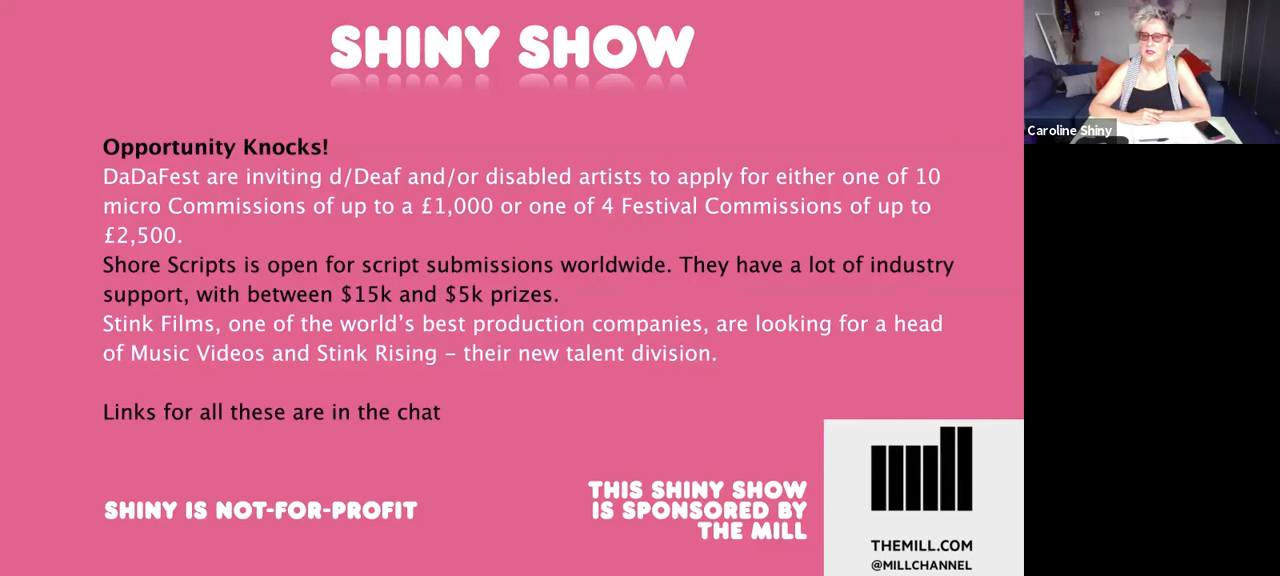 SHINY SHOW
Opportunity Knocks!
DaDaFest are inviting d/Deaf and/or disabled artists to apply for either one of 10
micro Commissions of up to a £1,000 or one of 4 Festival Commissions of up to
£2,500.
Shore Scripts is open for script submissions worldwide. They have a lot of industry
support, with between $15k and $5k prizes.
Stink Films, one of the world’s best production companies, are looking for a head
of Music Videos and Stink Rising – their new talent division.
Links for all these are in the chat
SHINY IS NOT-FOR-PROFIT
THIS SHINY SHOW
IS SPONSORED BY
THE MILL
THEMILL.COM
@MILLCHANNEL
Caroline Shiny